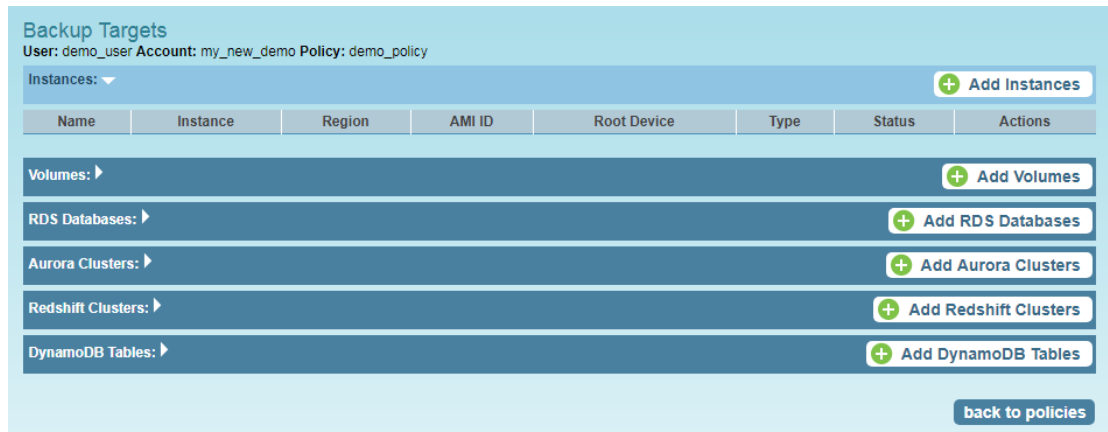 Backup Targets
User: demo_user Account: my_new_demo Policy: demo_policy
Instances: Add Instances
Name Instance Region AMI ID Root Device Type Status Actions
Volumes: Add Volumes
RDS Databases: Add RDS Databases
Aurora Clusters: Add Aurora Clusters
Redshift Clusters: Add Redshift Clusters
DynamoDB Tables: Add DynamoDB Tables
back to policies